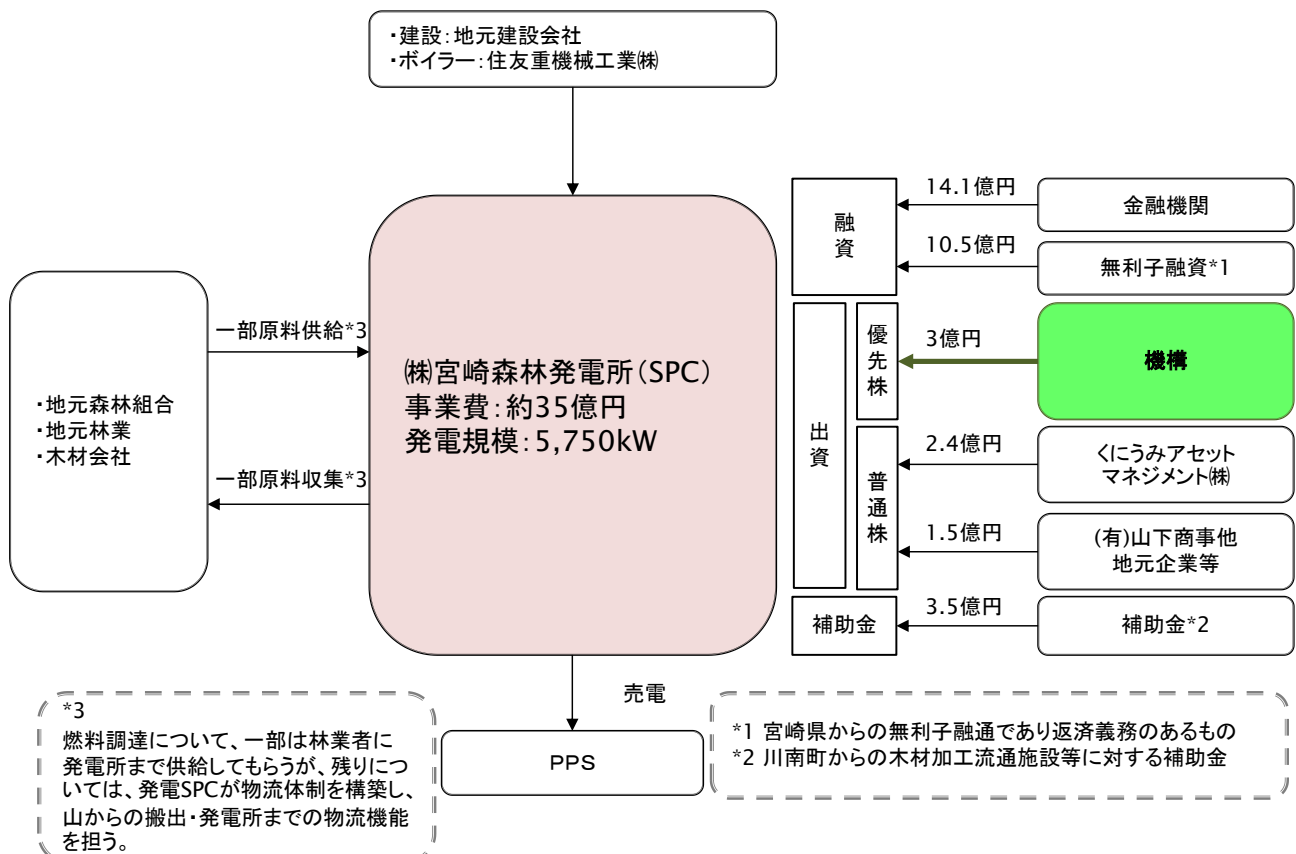 ・建設：地元建設会社
・ボイラー：住友重機械工業㈱
融資
14.1億円
金融機関
10.5億円
無利子融資*1
一部原料供給*3
・地元森林組合
・地元林業
・木材会社
一部原料収集*3
㈱宮崎森林発電所（SPC）
事業費：約35億円
発電規模：5,750kW
出資
優先株
3億円
機構
普通株
2.4億円
くにうみアセット
マネジメント㈱
1.5億円
(有)山下商事他
地元企業等
補助金
3.5億円
補助金*2
売電
PPS
*3
燃料調達について、一部は林業者に
発電所まで供給してもらうが、残りにつ
いては、発電SPCが物流体制を構築し、
山からの搬出・発電所までの物流機能
を担う。
*1 宮崎県からの無利子融通であり返済義務のあるもの
*2 川南町からの木材加工流通施設等に対する補助金